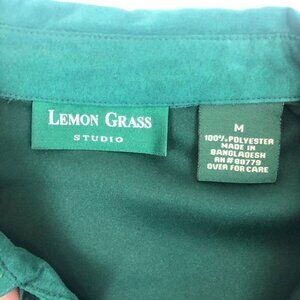 LEMON GRASS
STUDIO
M
100% POLYESTER
MADE IN
BANGLADESH
RN# 88779
OVER FOR CARE